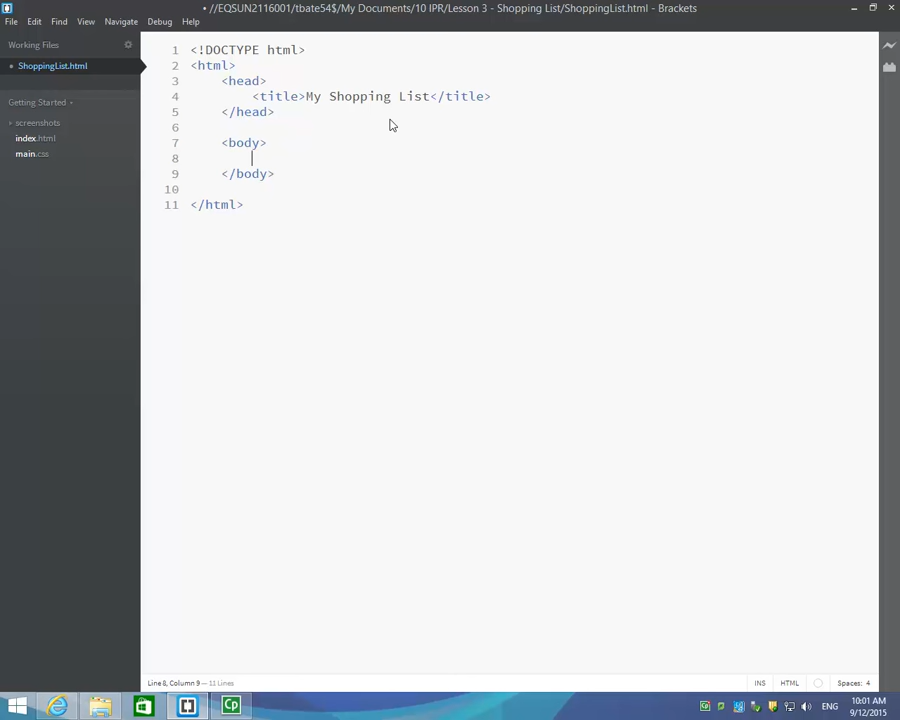 • //EQSUN2116001/tbate54$/My Documents/10 IPR/Lesson 3 - Shopping List/ShoppingList.html - Brackets
File Edit Find View Navigate Debug Help
Working Files
• ShoppingList.html
Getting Started
screenshots
index.html
main.css
1 <!DOCTYPE html>
2 <html>
3 <head>
4 <title>My Shopping List</title>
5 </head>
6
7 <body>
8
9 </body>
10
11 </html>
Line 8, Column 9 — 11 Lines
INS HTML Spaces: 4
Cp
ENG
10:01 AM
9/12/2015